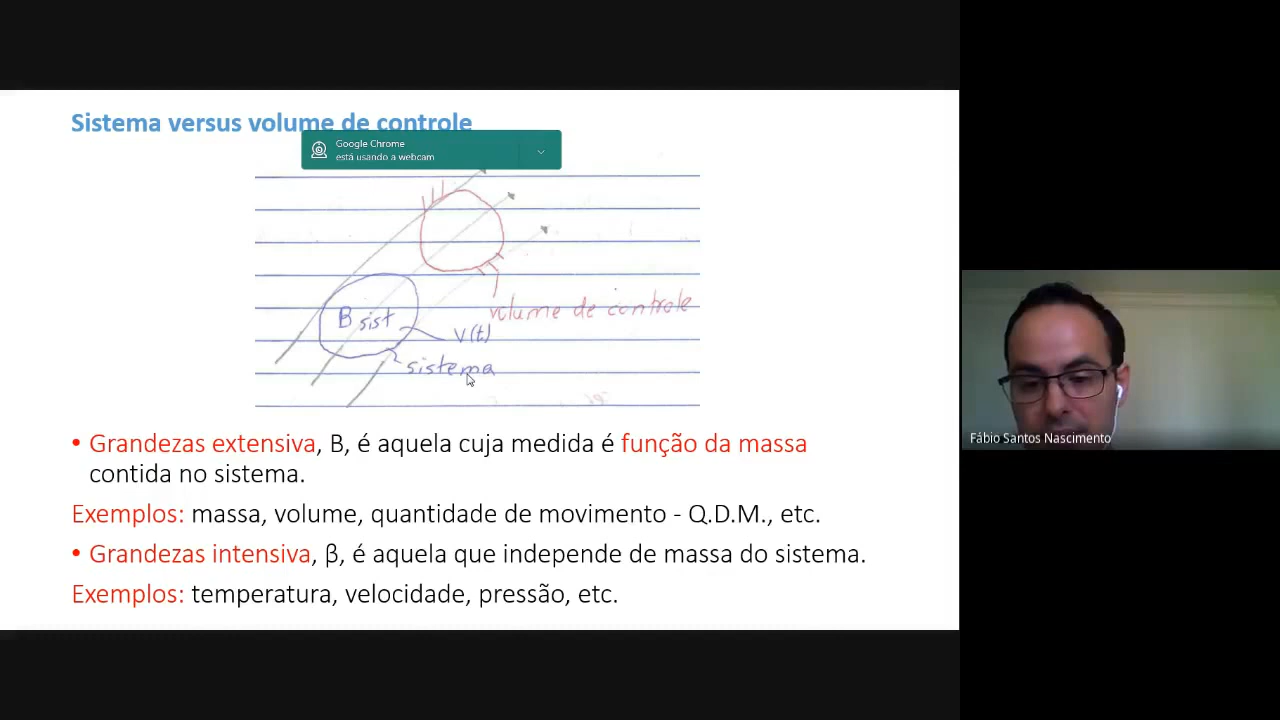 Sistema versus volume de controle
Google Chrome
está usando a webcam
volume de controle
B sist
V(t)
sistema
• Grandezas extensiva, B, é aquela cuja medida é função da massa
contida no sistema.
Exemplos: massa, volume, quantidade de movimento - Q.D.M., etc.
• Grandezas intensiva, β, é aquela que independe de massa do sistema.
Exemplos: temperatura, velocidade, pressão, etc.
Fábio Santos Nascimento